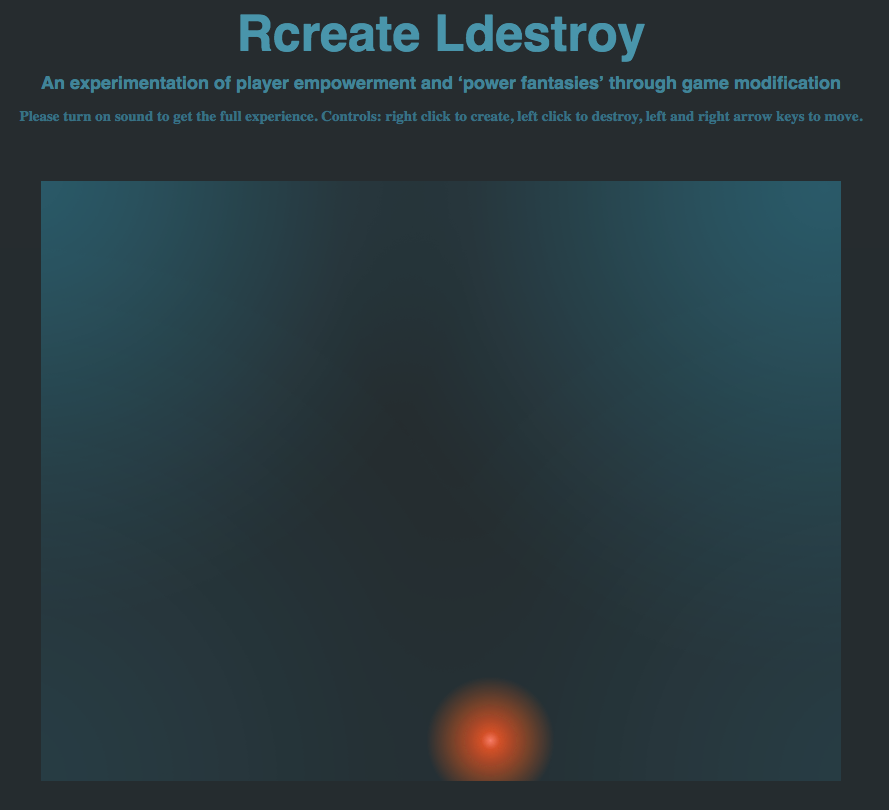 Rcreate Ldestroy
An experimentation of player empowerment and ‘power fantasies’ through game modification
Please turn on sound to get the full experience. Controls: right click to create, left click to destroy, left and right arrow keys to move.